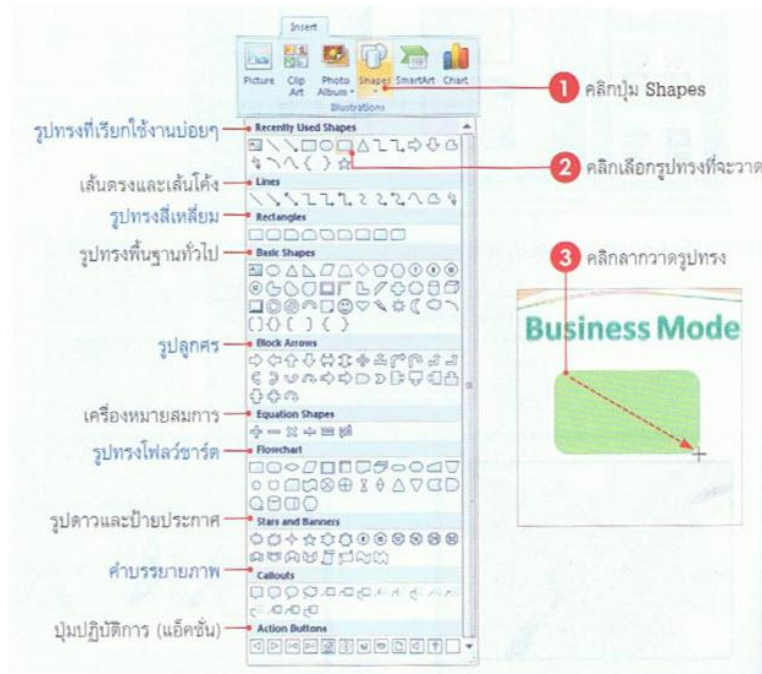 Insert
Picture Clip Art Photo Album Shapes SmartArt Chart
Illustrations
1 คลิกปุ่ม Shapes
รูปทรงที่เรียกใช้งานบ่อยๆ
Recently Used Shapes
2 คลิกเลือกรูปทรงที่จะวาด
เส้นตรงและเส้นโค้ง
Lines
รูปทรงสี่เหลี่ยม
Rectangles
รูปทรงพื้นฐานทั่วไป
Basic Shapes
3 คลิกลากวาดรูปทรง
Business Mode
รูปลูกศร
Block Arrows
เครื่องหมายสมการ
Equation Shapes
รูปทรงโฟลว์ชาร์ต
Flowchart
รูปดาวและป้ายประกาศ
Stars and Banners
คำบรรยายภาพ
Callouts
ปุ่มปฏิบัติการ (แอ็คชั่น)
Action Buttons